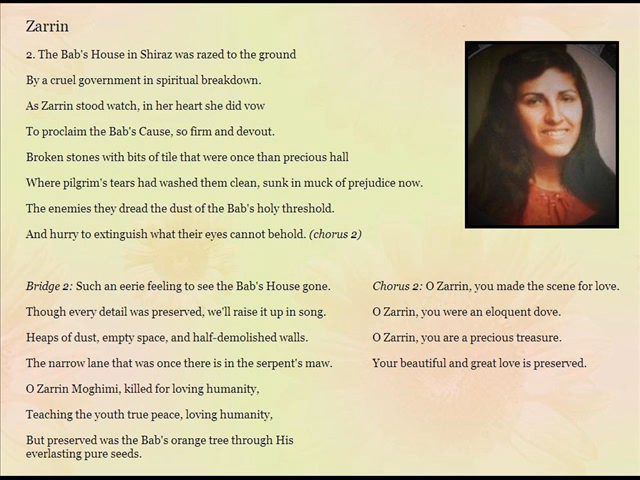 Zarrin
2. The Bab's House in Shiraz was razed to the ground
By a cruel government in spiritual breakdown.
As Zarrin stood watch, in her heart she did vow
To proclaim the Bab's Cause, so firm and devout.
Broken stones with bits of tile that were once than precious hall
Where pilgrim's tears had washed them clean, sunk in muck of prejudice now.
The enemies they dread the dust of the Bab's holy threshold.
And hurry to extinguish what their eyes cannot behold. (chorus 2)
Bridge 2: Such an eerie feeling to see the Bab's House gone.
Though every detail was preserved, we'll raise it up in song.
Heaps of dust, empty space, and half-demolished walls.
The narrow lane that was once there is in the serpent's maw.
O Zarrin Moghimi, killed for loving humanity,
Teaching the youth true peace, loving humanity,
But preserved was the Bab's orange tree through His
everlasting pure seeds.
Chorus 2: O Zarrin, you made the scene for love.
O Zarrin, you were an eloquent dove.
O Zarrin, you are a precious treasure.
Your beautiful and great love is preserved.